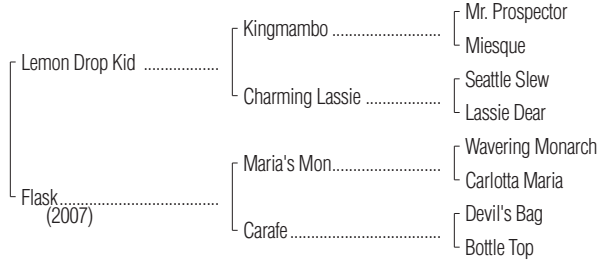 Mr. Prospector
Kingmambo ....................
Miesque
Lemon Drop Kid ..............
Seattle Slew
Charming Lassie ..............
Lassie Dear
Wavering Monarch
Maria's Mon....................
Carlotta Maria
Flask..............................
(2007)
Devil's Bag
Carafe ............................
Bottle Top